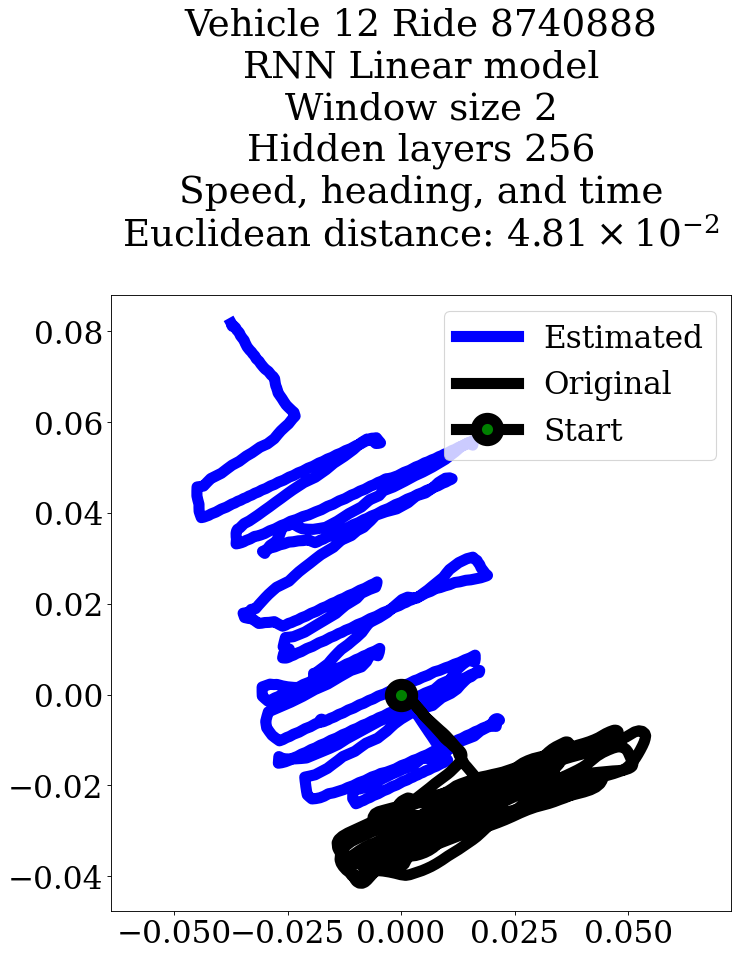 Vehicle 12 Ride 8740888
RNN Linear model
Window size 2
Hidden layers 256
Speed, heading, and time
Euclidean distance: 4.81 × 10⁻²
Estimated
Original
Start
0.08
0.06
0.04
0.02
0.00
−0.02
−0.04
−0.050 −0.025 0.000 0.025 0.050